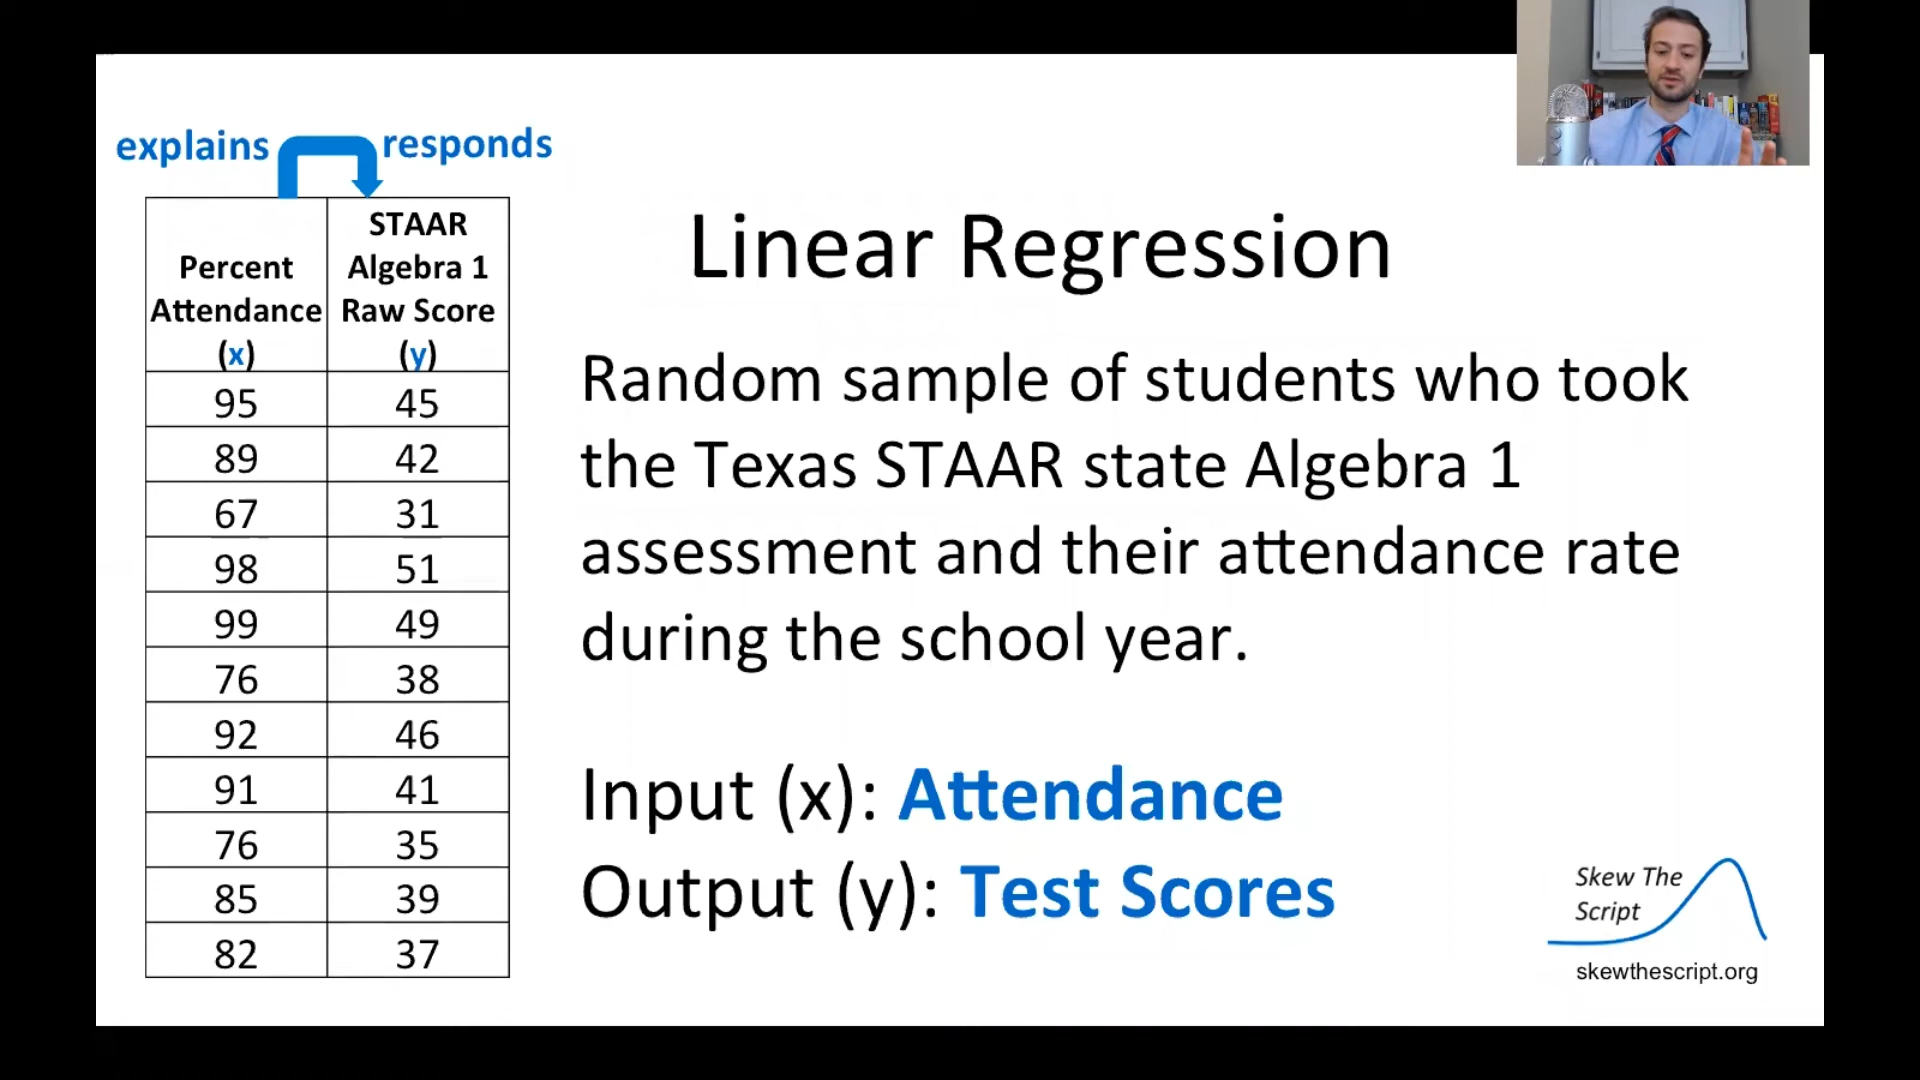 explains responds
Percent Attendance (x) STAAR Algebra 1 Raw Score (y)
95 45
89 42
67 31
98 51
99 49
76 38
92 46
91 41
76 35
85 39
82 37
Linear Regression
Random sample of students who took
the Texas STAAR state Algebra 1
assessment and their attendance rate
during the school year.
Input (x): Attendance
Output (y): Test Scores
Skew The
Script
skewthescript.org